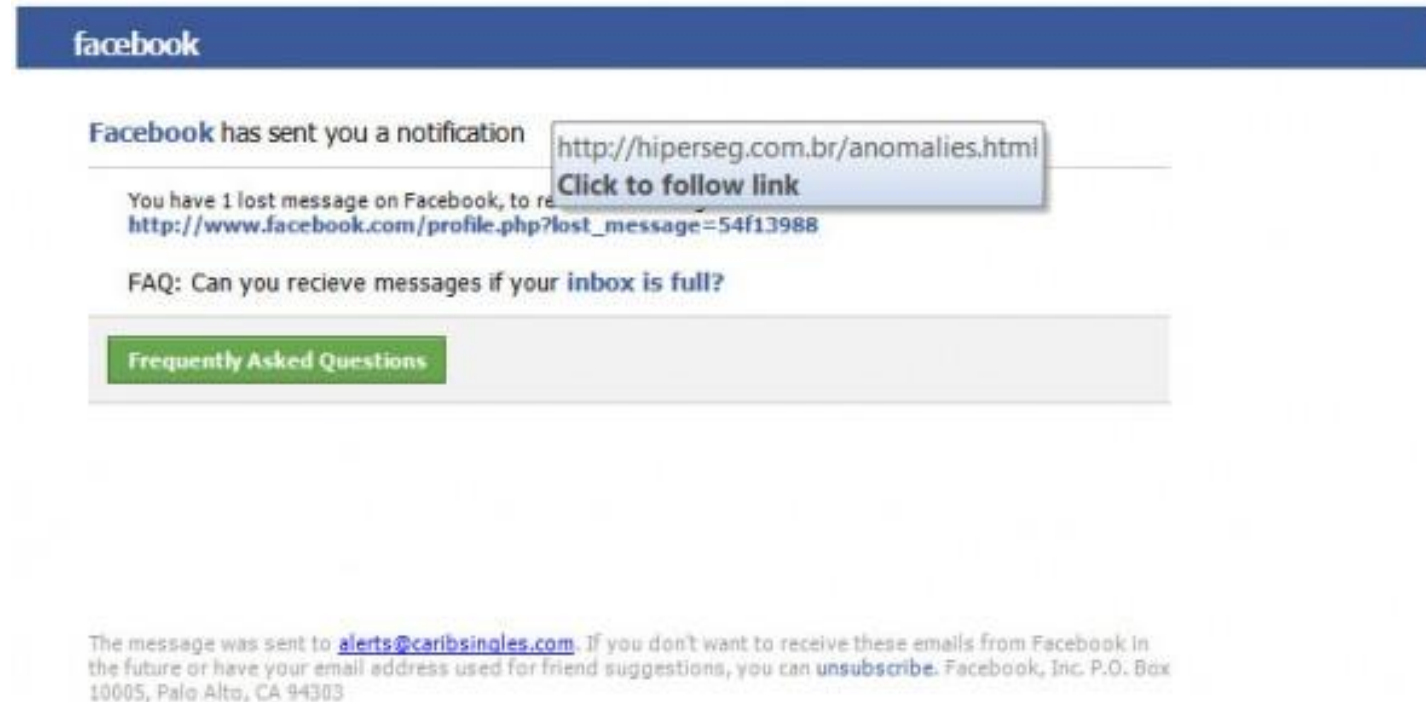 facebook
Facebook has sent you a notification
http://hiperseg.com.br/anomalies.html
Click to follow link
You have 1 lost message on Facebook, to re
http://www.facebook.com/profile.php?lost_message=54f13988
FAQ: Can you recieve messages if your inbox is full?
Frequently Asked Questions
The message was sent to alerts@caribsingles.com. If you don't want to receive these emails from Facebook in
the future or have your email address used for friend suggestions, you can unsubscribe. Facebook, Inc. P.O. Box
10005, Palo Alto, CA 94303